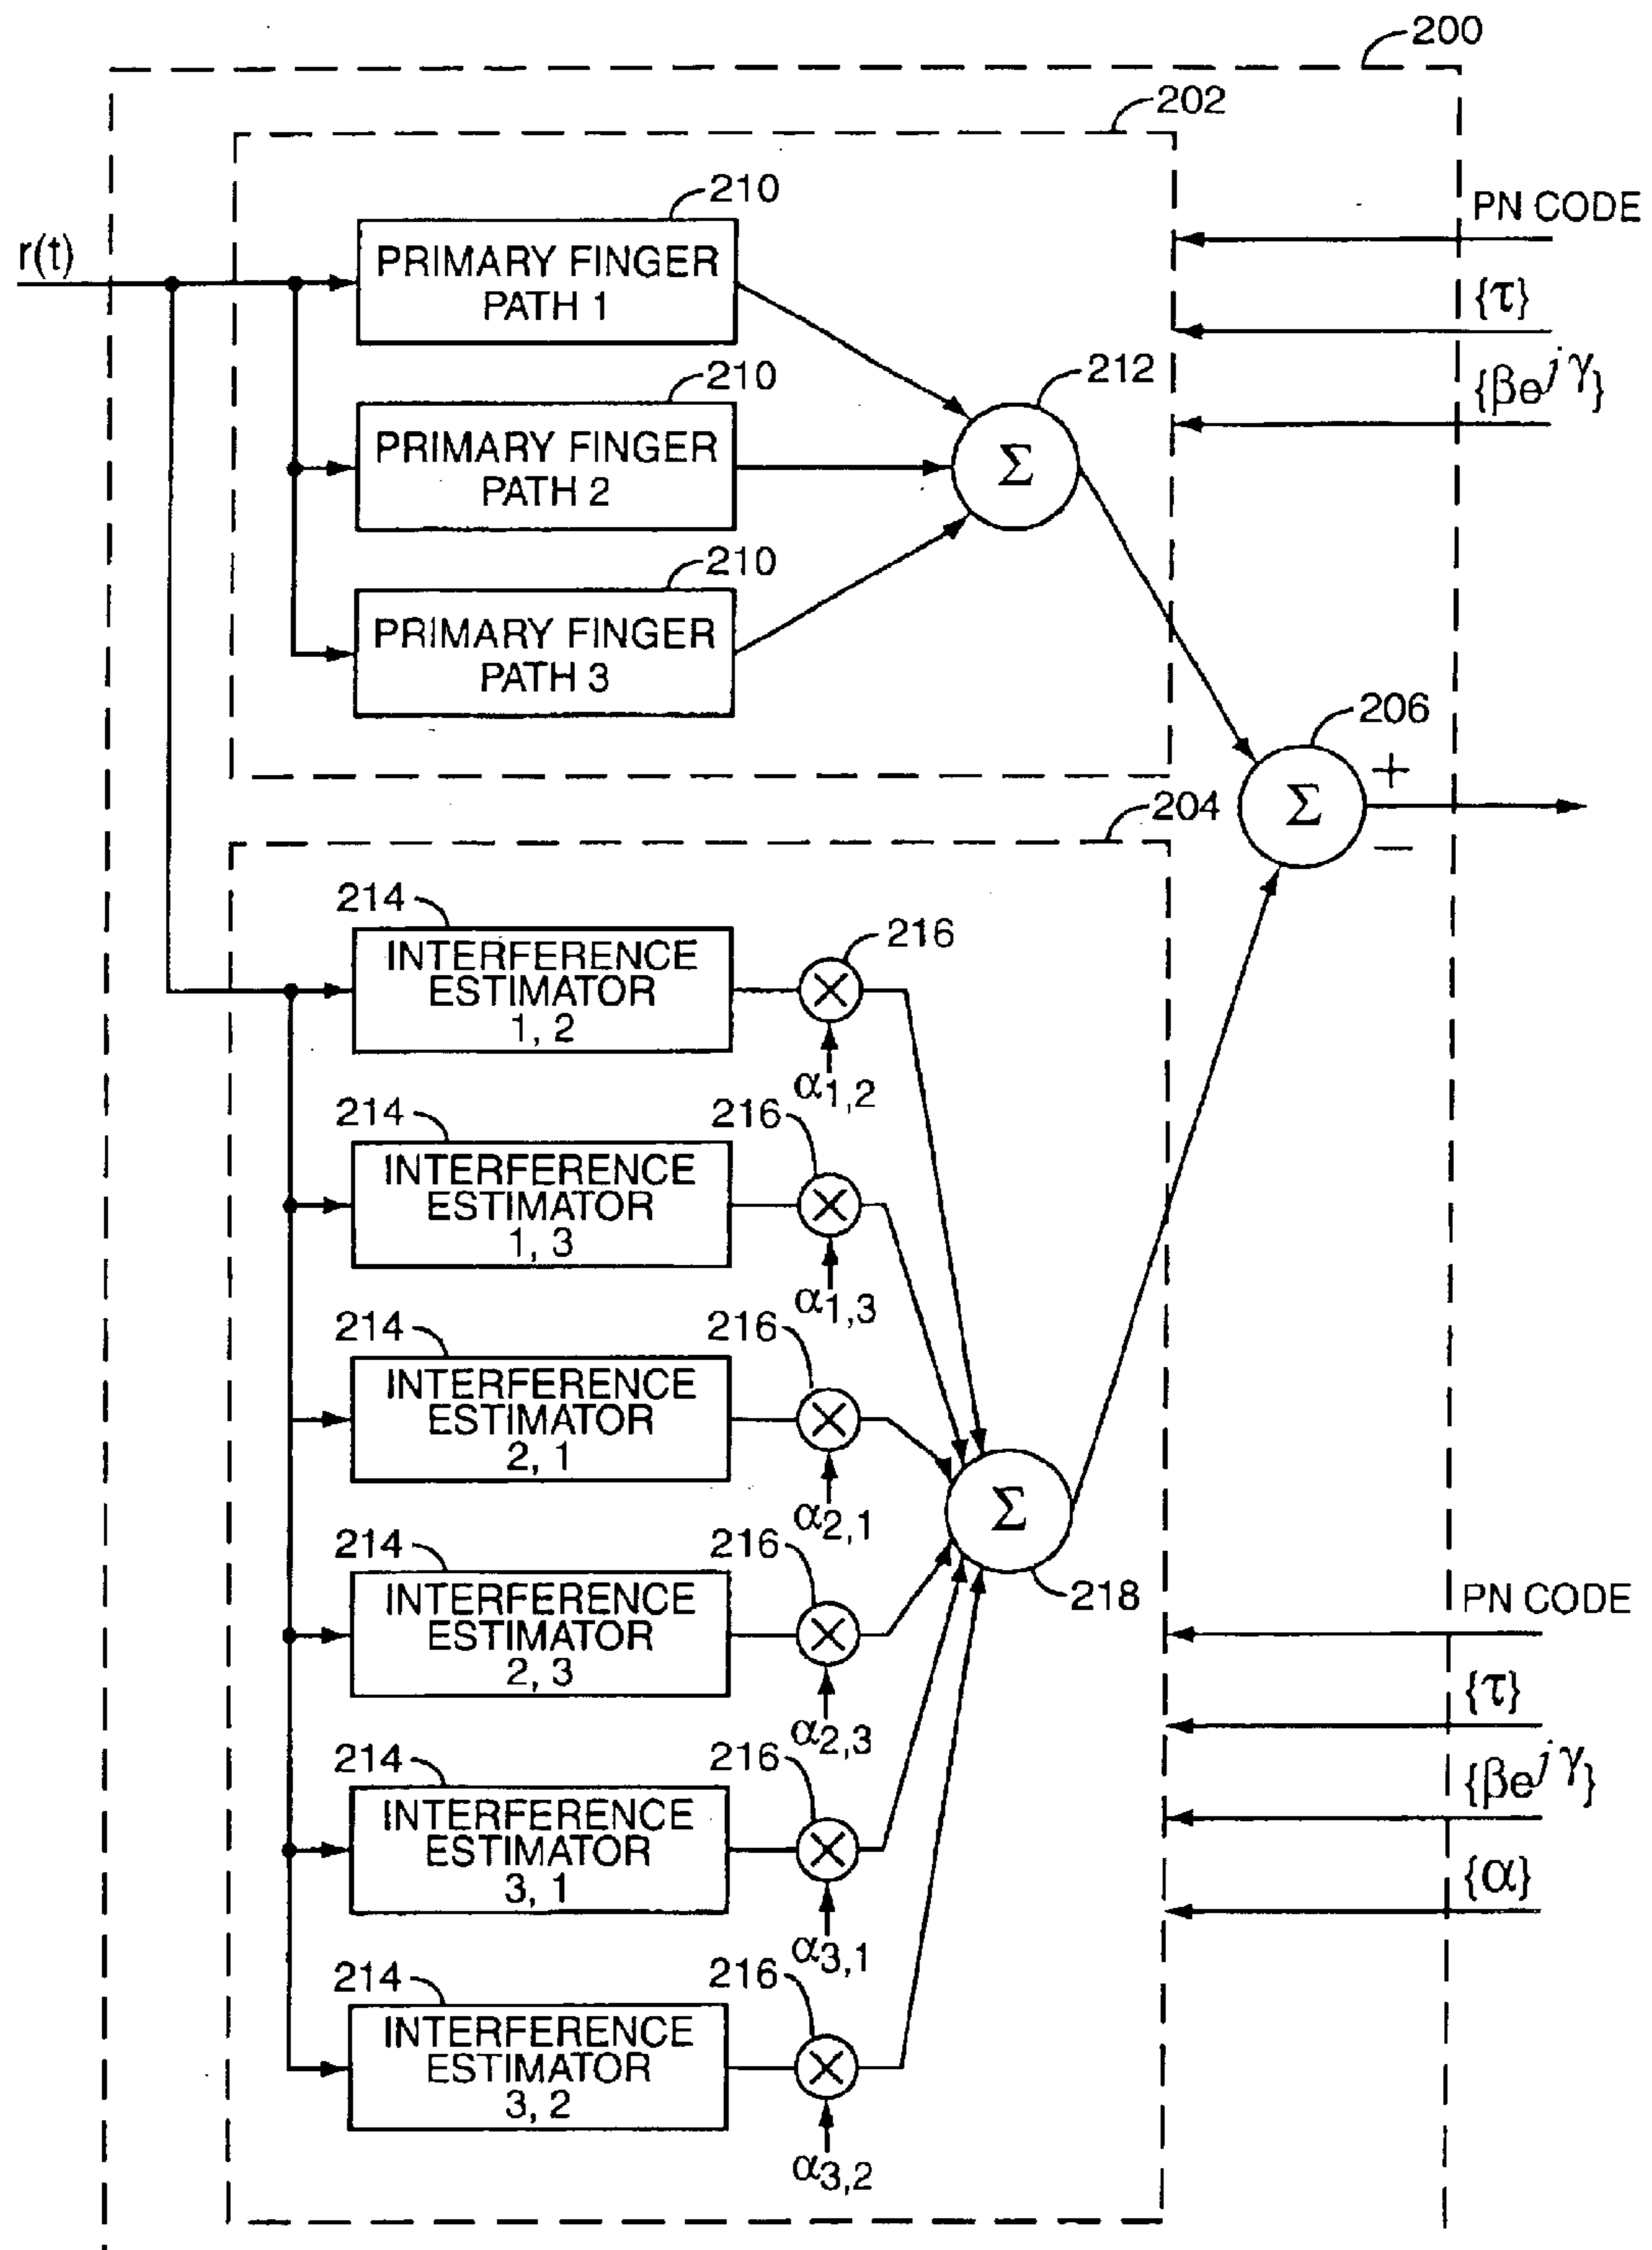 200
202
210
PN CODE
r(t)
PRIMARY FINGER
PATH 1
{τ}
210
212
{βe^jγ}
PRIMARY FINGER
PATH 2
Σ
210
PRIMARY FINGER
PATH 3
206
+
Σ
−
204
214
216
INTERFERENCE
ESTIMATOR
1, 2
α1,2
214
216
INTERFERENCE
ESTIMATOR
1, 3
α1,3
214
216
INTERFERENCE
ESTIMATOR
2, 1
α2,1
Σ
218
214
216
INTERFERENCE
ESTIMATOR
2, 3
α2,3
PN CODE
{τ}
214
216
INTERFERENCE
ESTIMATOR
3, 1
α3,1
{βe^jγ}
{α}
214
216
INTERFERENCE
ESTIMATOR
3, 2
α3,2